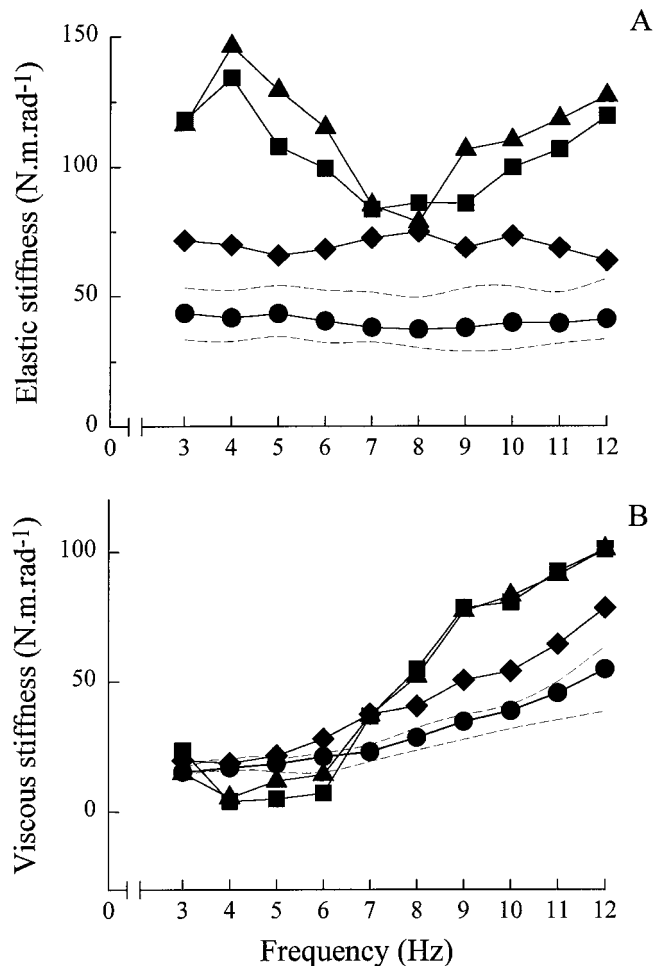 A
150
100
50
0
Elastic stiffness (N.m.rad-1)
0 3 4 5 6 7 8 9 10 11 12
B
100
50
0
Viscous stiffness (N.m.rad-1)
0 3 4 5 6 7 8 9 10 11 12
Frequency (Hz)